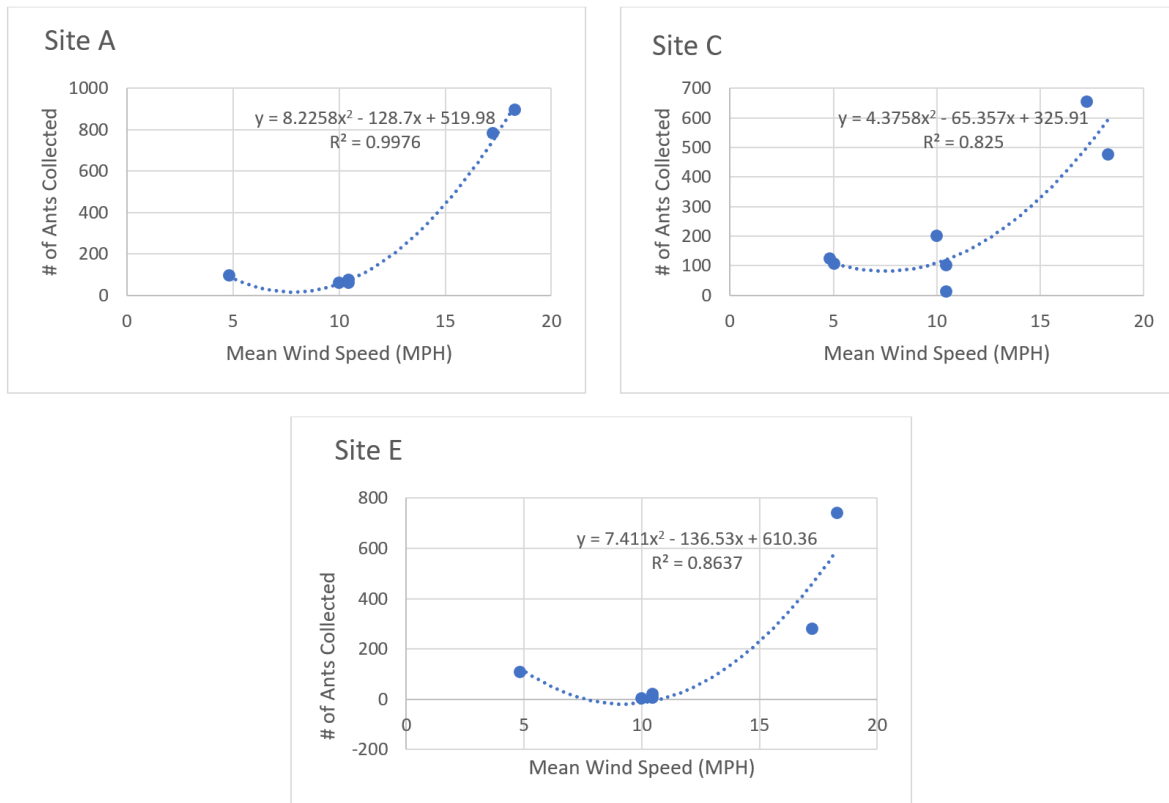 Site A
1000
800
600
400
200
0
# of Ants Collected
y = 8.2258x² - 128.7x + 519.98
R² = 0.9976
0 5 10 15 20
Mean Wind Speed (MPH)
Site C
700
600
500
400
300
200
100
0
# of Ants Collected
y = 4.3758x² - 65.357x + 325.91
R² = 0.825
0 5 10 15 20
Mean Wind Speed (MPH)
Site E
800
600
400
200
0
-200
# of Ants Collected
y = 7.411x² - 136.53x + 610.36
R² = 0.8637
0 5 10 15 20
Mean Wind Speed (MPH)